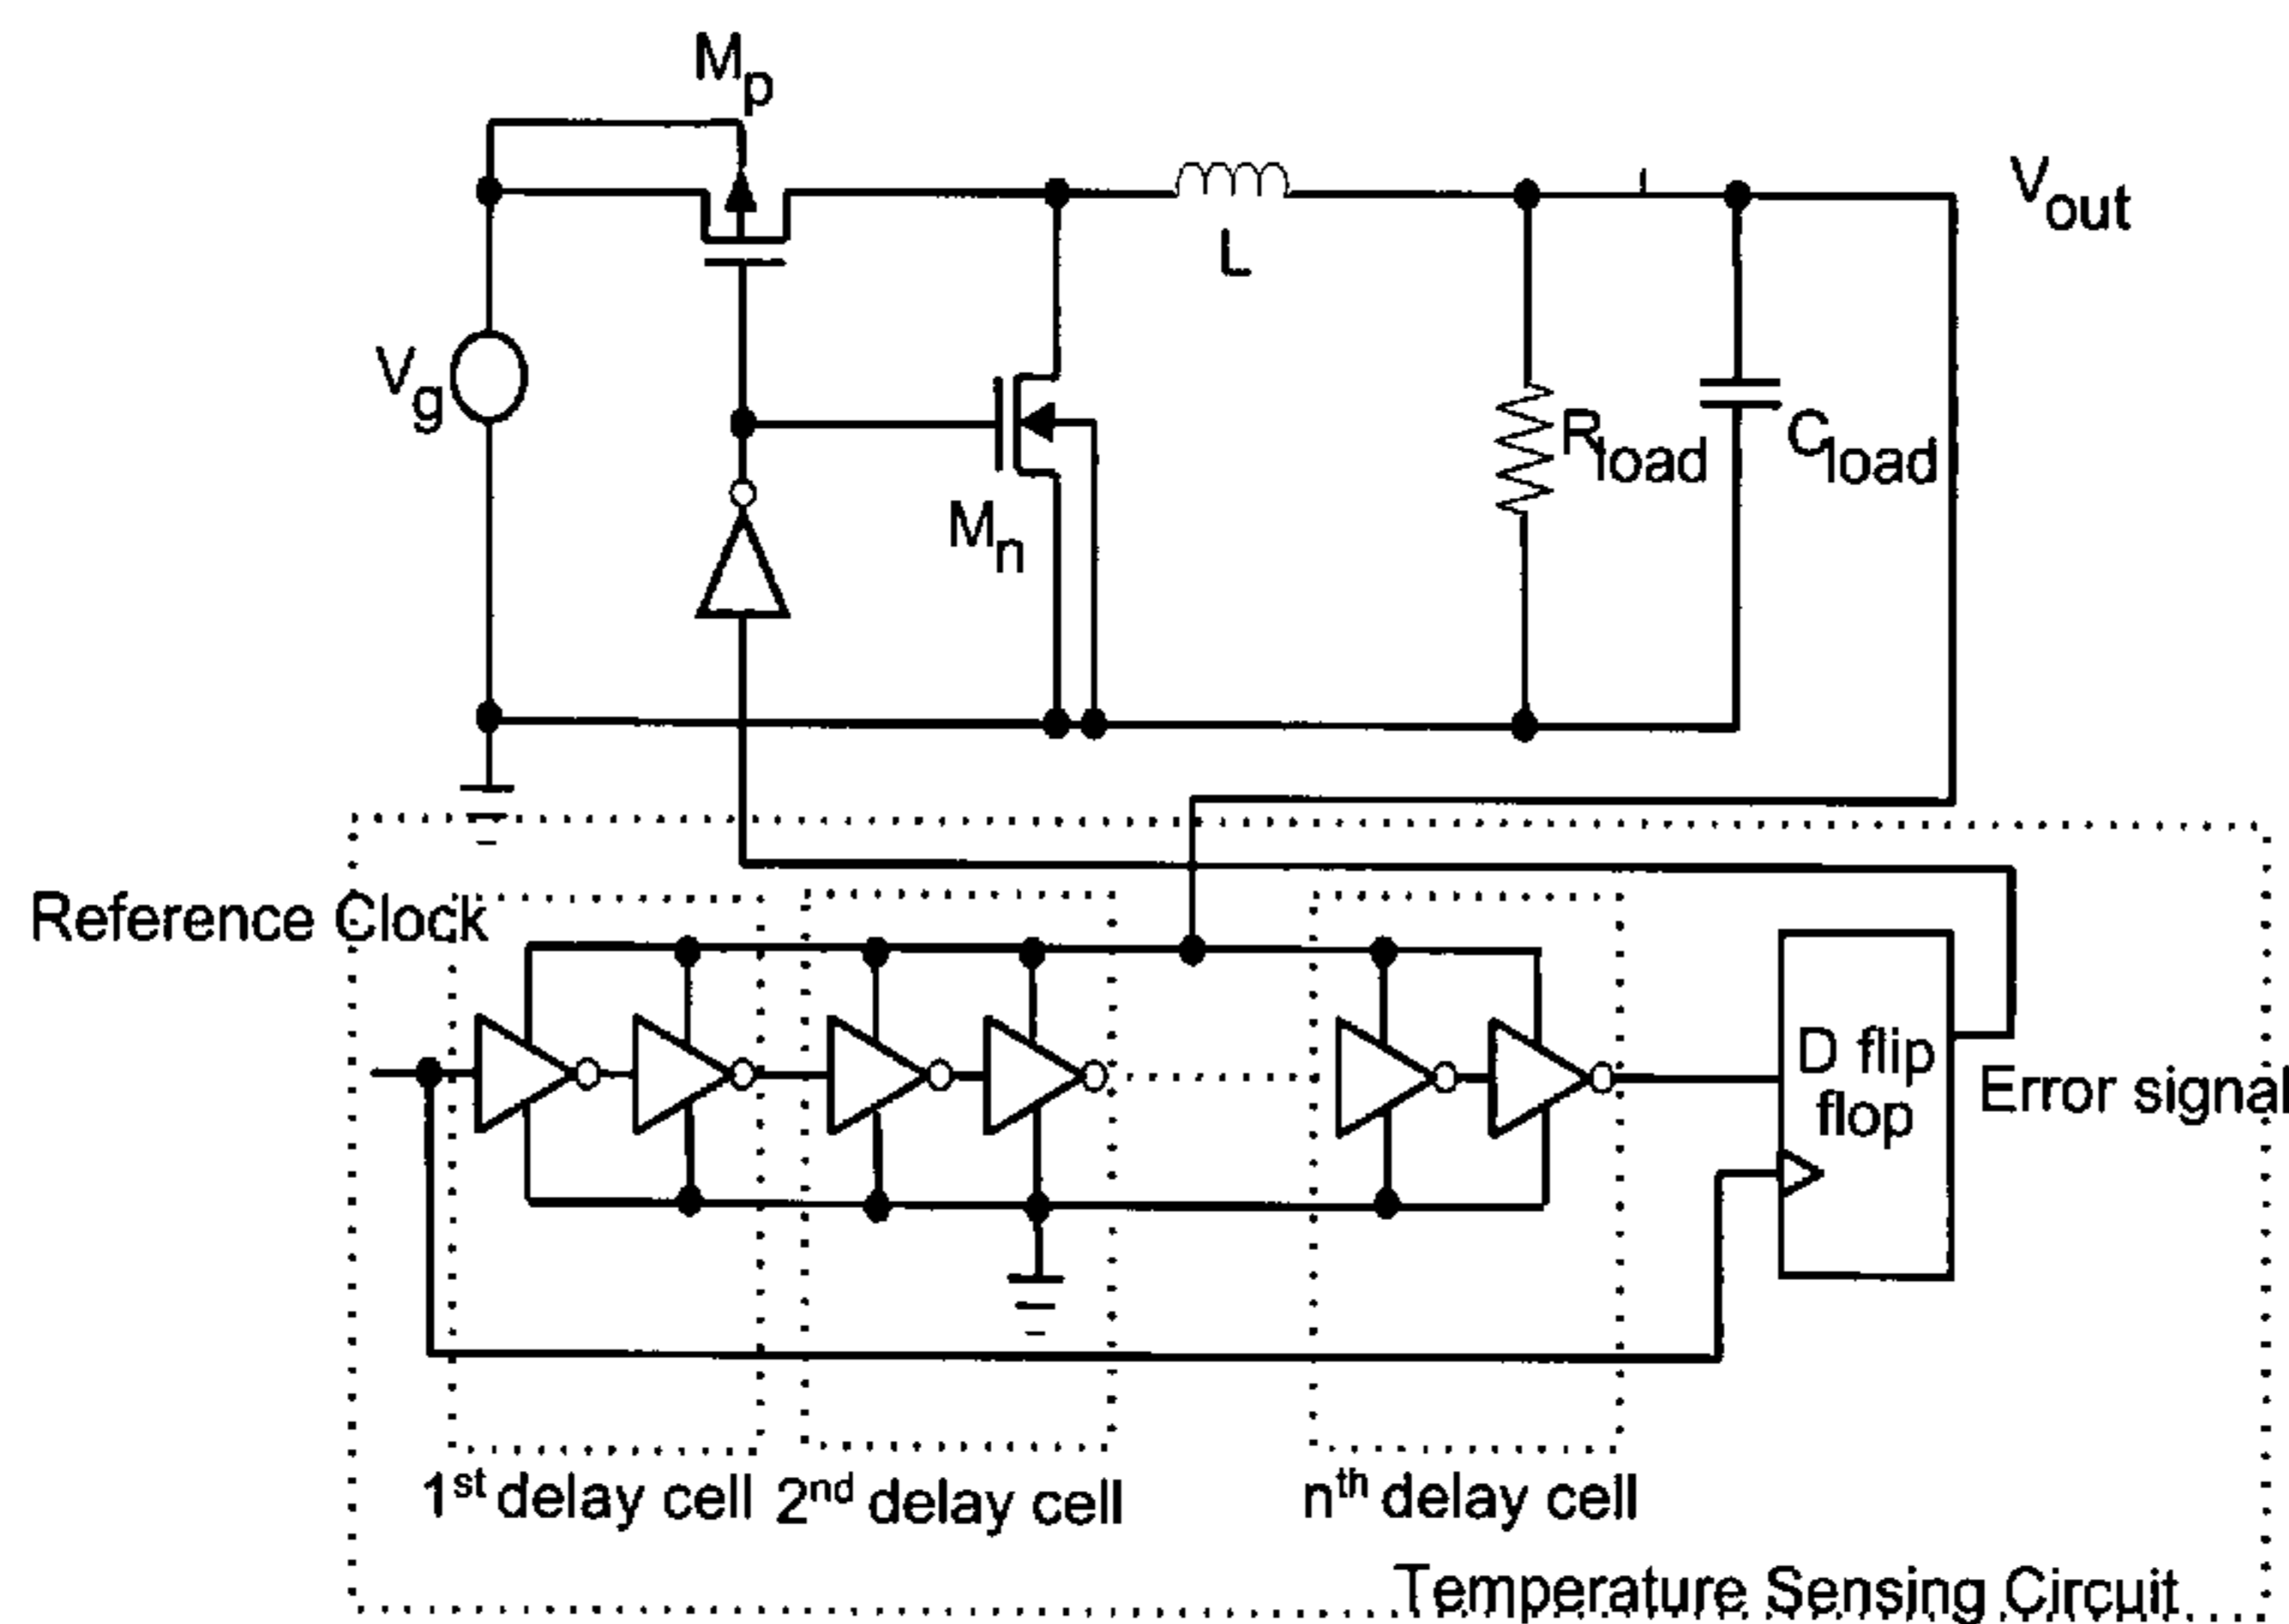 Mp
Vout
L
Vg
Rload
Cload
Mn
Reference Clock
D flip
flop
Error signal
1st delay cell
2nd delay cell
nth delay cell
Temperature Sensing Circuit